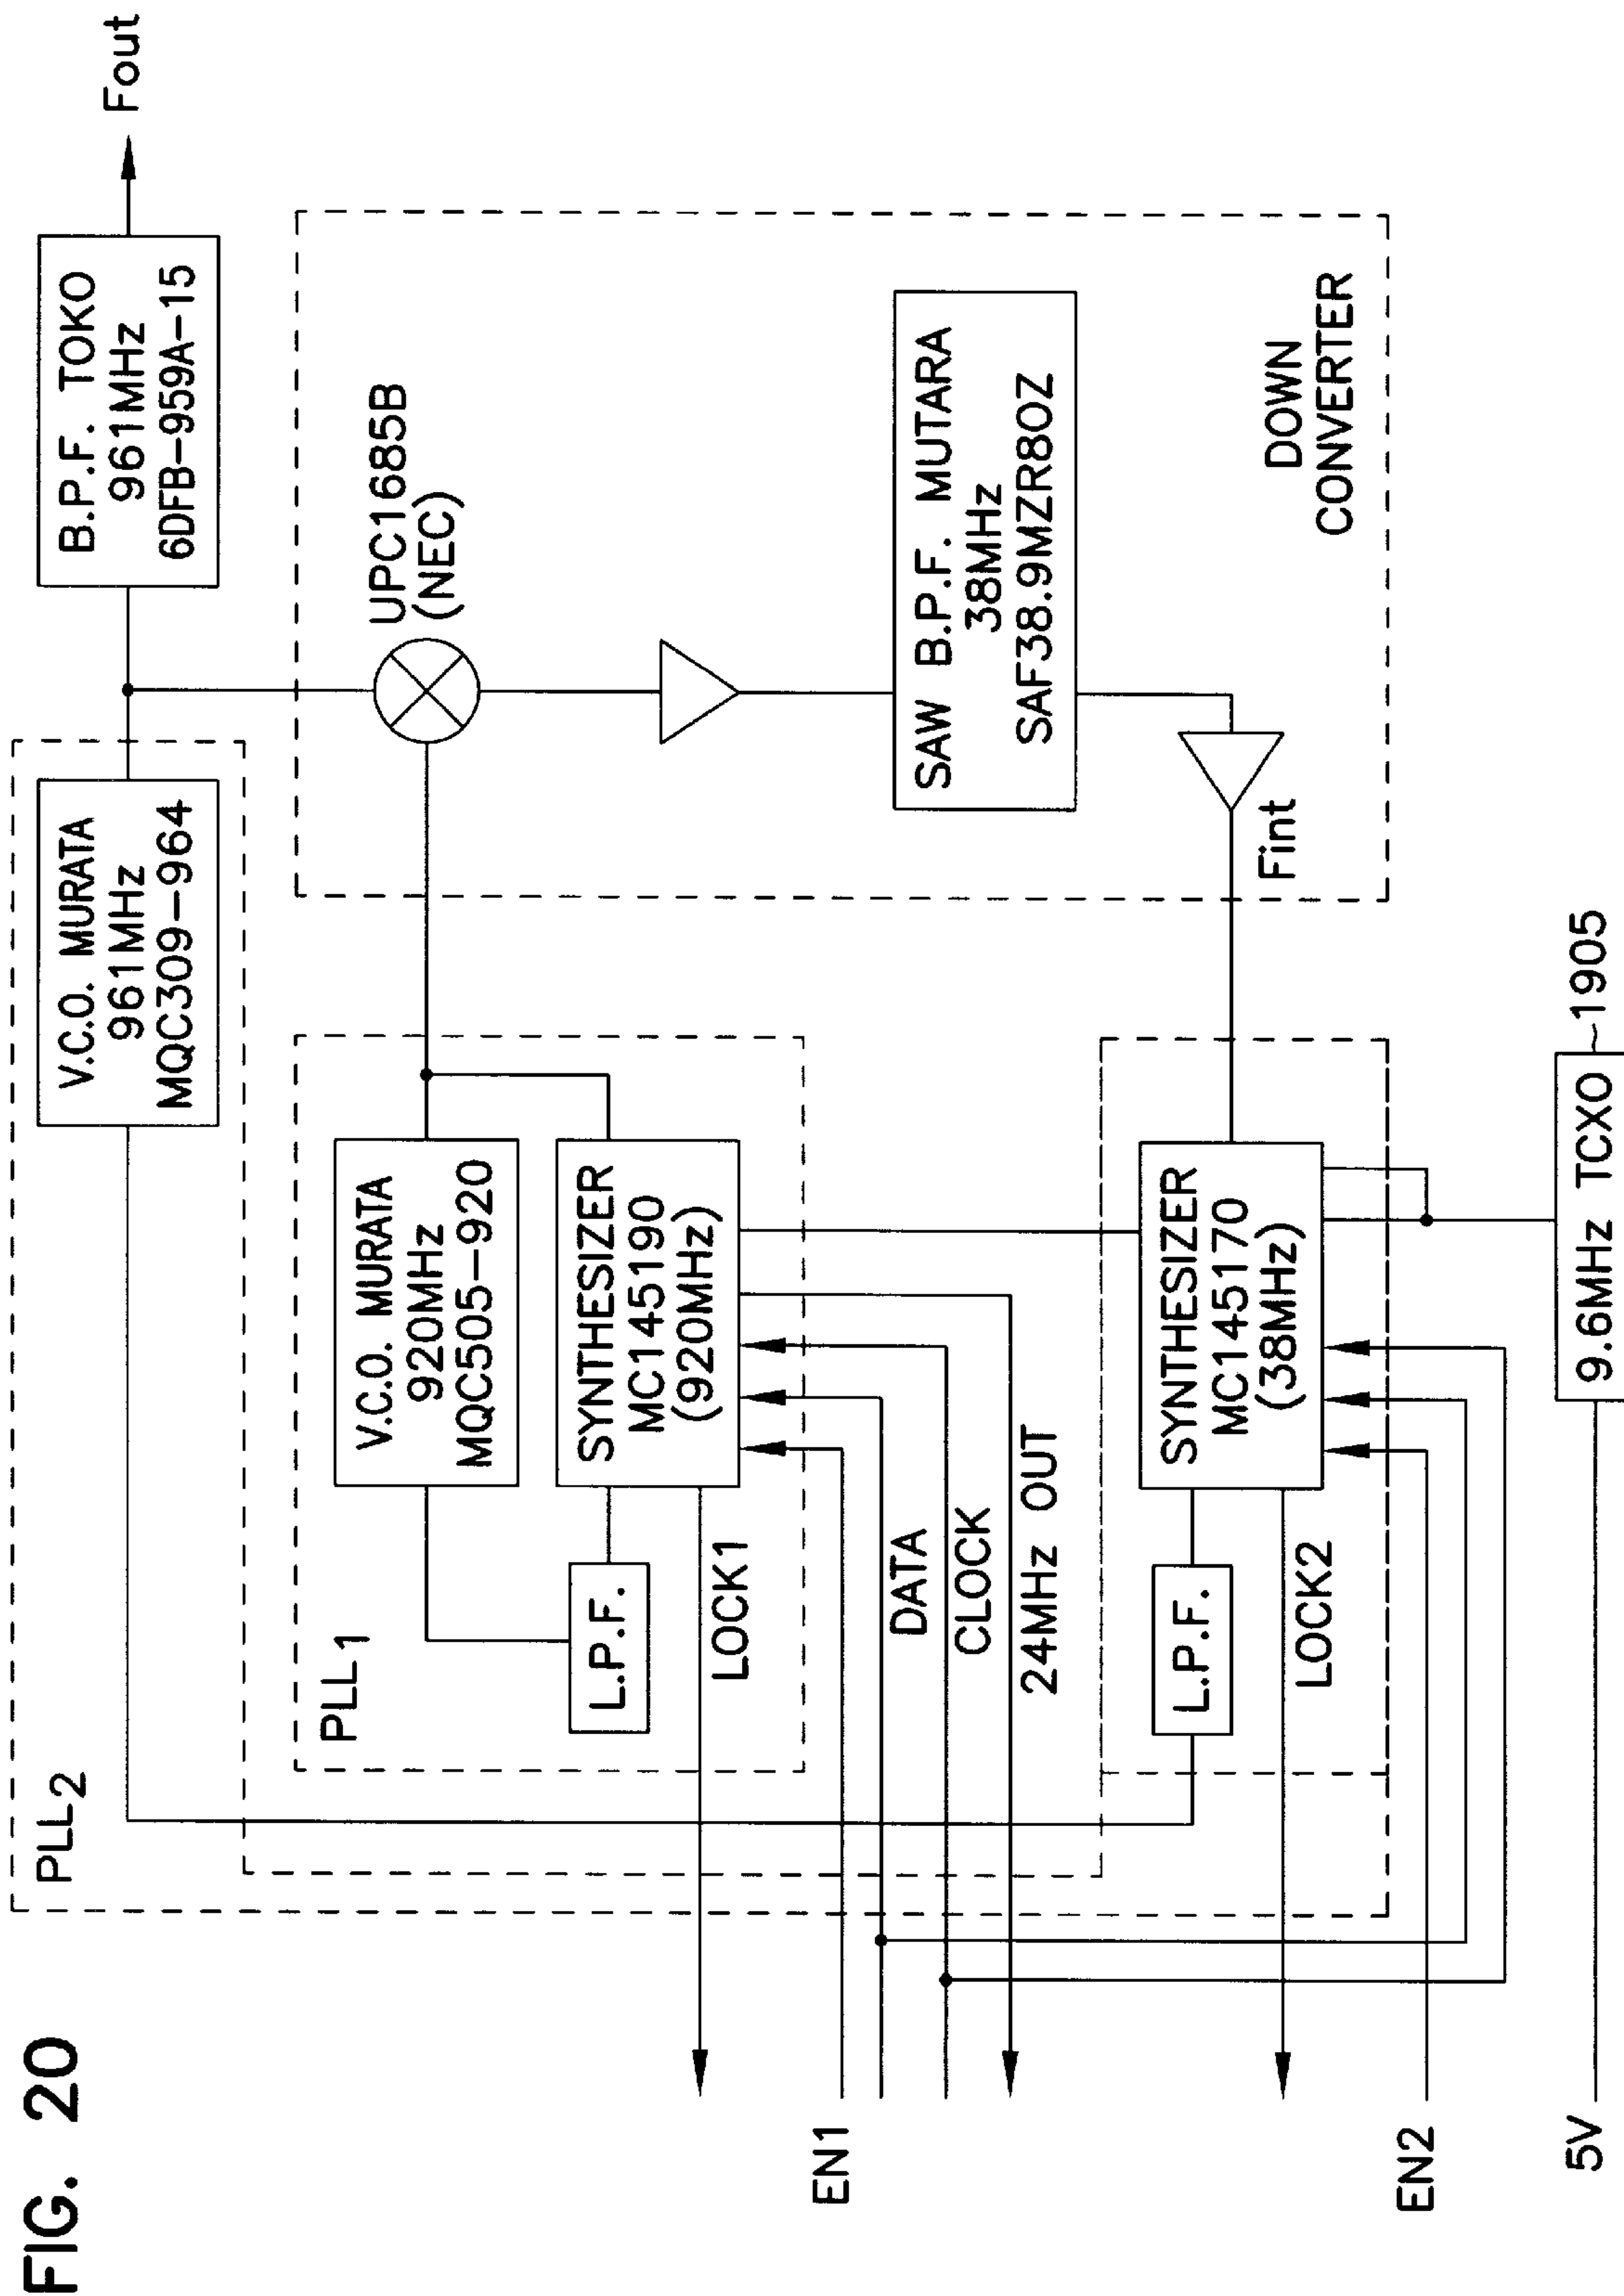 FIG. 20
PLL2
V.C.O. MURATA
961MHz
MQC309-964
B.P.F. TOKO
961MHz
6DFB-959A-15
Fout
PLL1
V.C.O. MURATA
920MHz
MQC505-920
UPC1685B
(NEC)
L.P.F.
SYNTHESIZER
MC145190
(920MHz)
LOCK1
EN1
DATA
CLOCK
24MHz OUT
SAW B.P.F. MUTARA
38MHz
SAF38.9MZR80Z
L.P.F.
SYNTHESIZER
MC145170
(38MHz)
LOCK2
Fint
DOWN
CONVERTER
EN2
5V
9.6MHz TCXO
1905